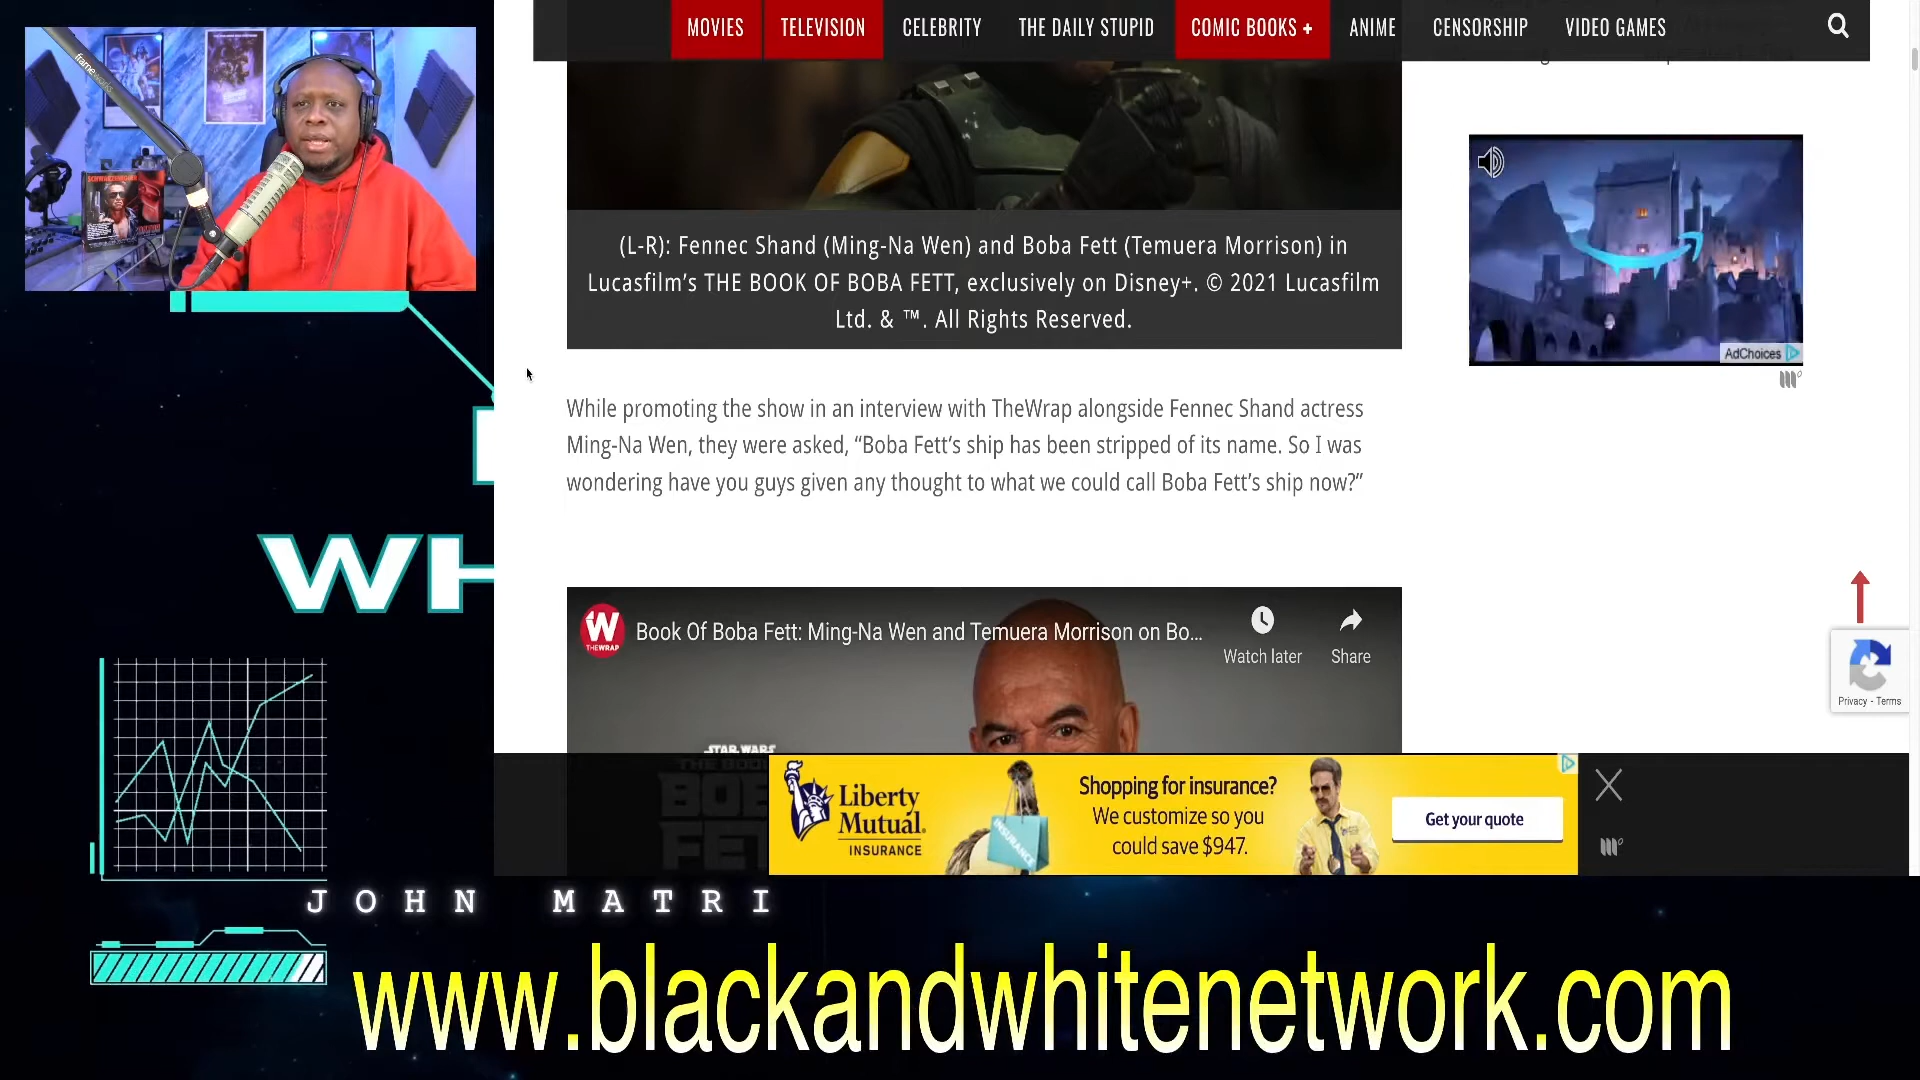 MOVIES TELEVISION CELEBRITY THE DAILY STUPID COMIC BOOKS + ANIME CENSORSHIP VIDEO GAMES
(L-R): Fennec Shand (Ming-Na Wen) and Boba Fett (Temuera Morrison) in
Lucasfilm’s THE BOOK OF BOBA FETT, exclusively on Disney+. © 2021 Lucasfilm
Ltd. & ™. All Rights Reserved.
AdChoices
While promoting the show in an interview with TheWrap alongside Fennec Shand actress
Ming-Na Wen, they were asked, “Boba Fett’s ship has been stripped of its name. So I was
wondering have you guys given any thought to what we could call Boba Fett’s ship now?”
WH
W
THEWRAP
Book Of Boba Fett: Ming-Na Wen and Temuera Morrison on Bo...
Watch later
Share
Privacy - Terms
STAR WARS
Liberty
Mutual.
INSURANCE
INSURANCE
Shopping for insurance?
We customize so you
could save $947.
Get your quote
JOHN MATRI
www.blackandwhitenetwork.com